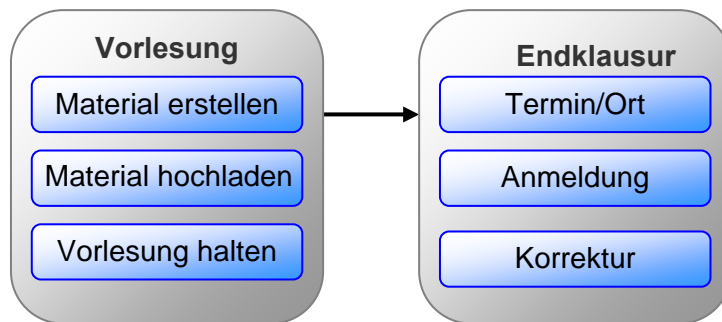 Vorlesung
Material erstellen
Material hochladen
Vorlesung halten
Endklausur
Termin/Ort
Anmeldung
Korrektur